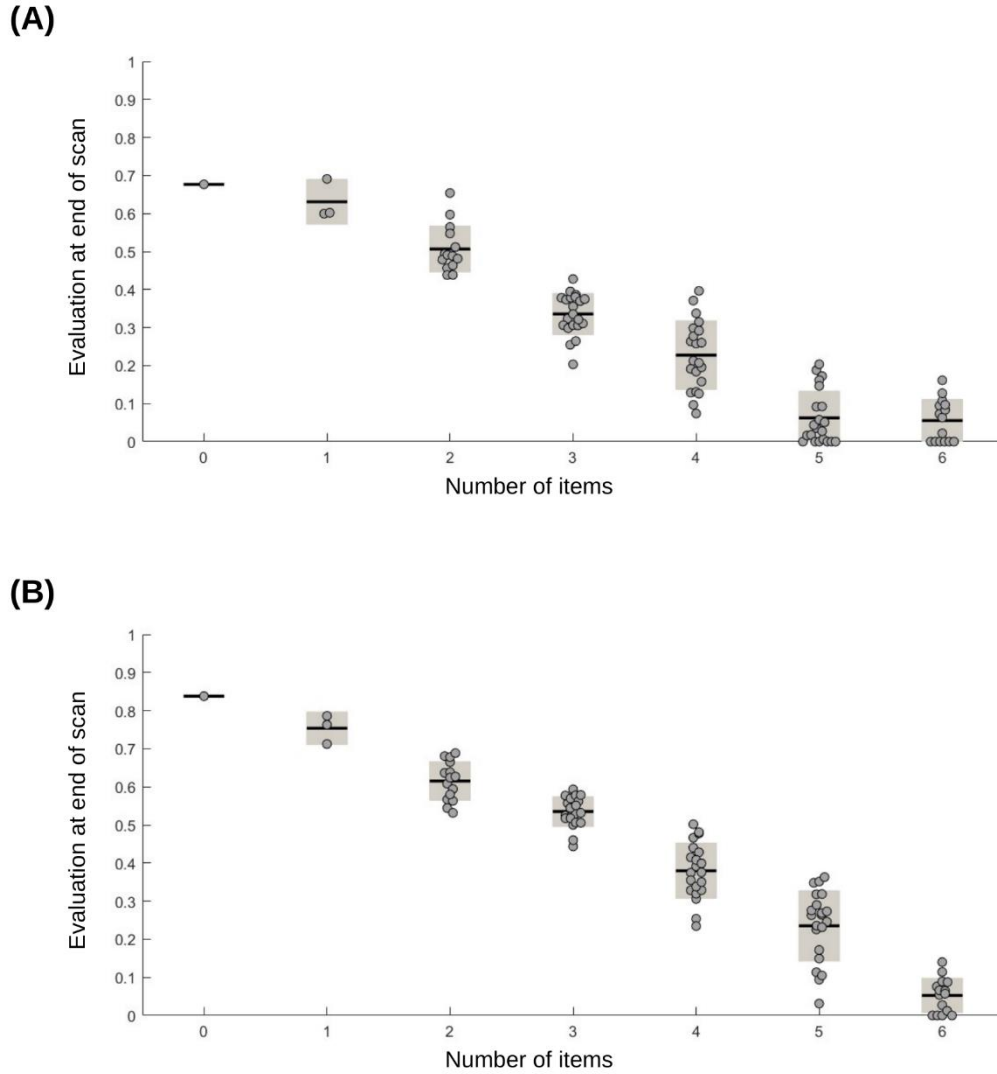 (A)
1
0.9
0.8
0.7
0.6
0.5
0.4
0.3
0.2
0.1
0
Evaluation at end of scan
0 1 2 3 4 5 6
Number of items
(B)
1
0.9
0.8
0.7
0.6
0.5
0.4
0.3
0.2
0.1
0
Evaluation at end of scan
0 1 2 3 4 5 6
Number of items